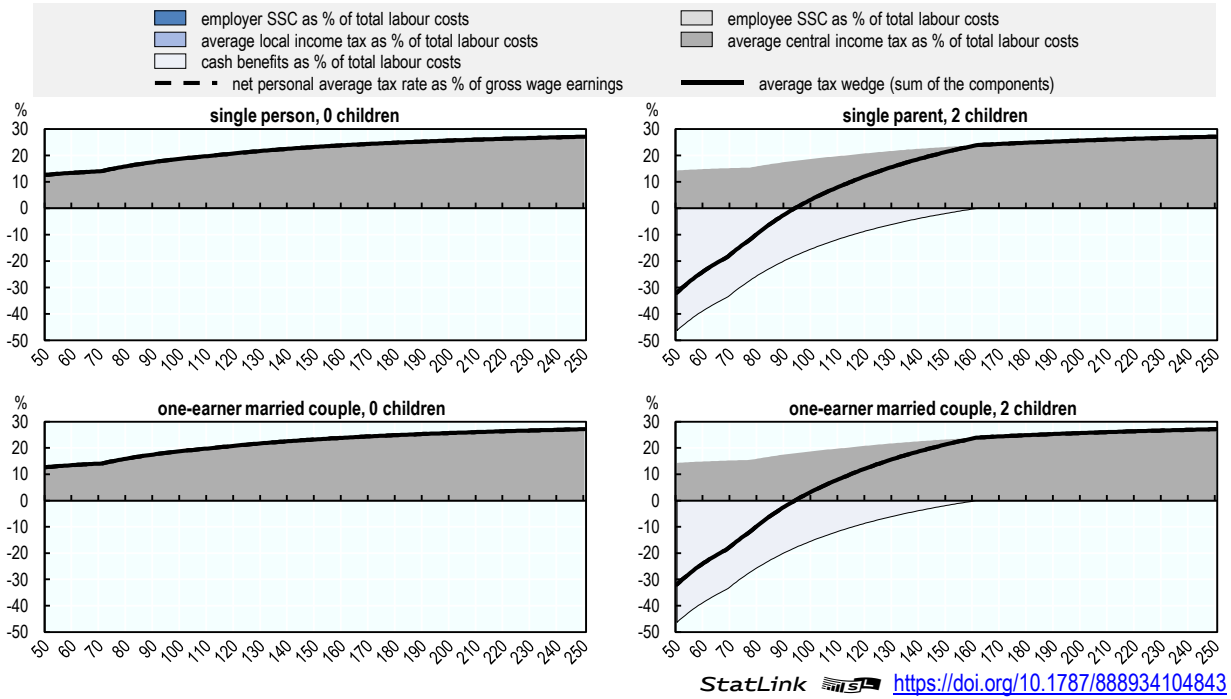 employer SSC as % of total labour costs
employee SSC as % of total labour costs
average local income tax as % of total labour costs
average central income tax as % of total labour costs
cash benefits as % of total labour costs
net personal average tax rate as % of gross wage earnings
average tax wedge (sum of the components)
%
single person, 0 children
30
20
10
0
-10
-20
-30
-40
-50
50 60 70 80 90 100 110 120 130 140 150 160 170 180 190 200 210 220 230 240 250
%
single parent, 2 children
30
20
10
0
-10
-20
-30
-40
-50
50 60 70 80 90 100 110 120 130 140 150 160 170 180 190 200 210 220 230 240 250
%
one-earner married couple, 0 children
30
20
10
0
-10
-20
-30
-40
-50
50 60 70 80 90 100 110 120 130 140 150 160 170 180 190 200 210 220 230 240 250
%
one-earner married couple, 2 children
30
20
10
0
-10
-20
-30
-40
-50
50 60 70 80 90 100 110 120 130 140 150 160 170 180 190 200 210 220 230 240 250
StatLink https://doi.org/10.1787/888934104843